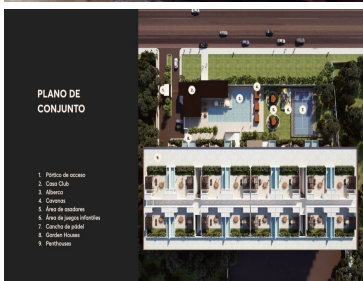 PLANO DE
CONJUNTO
1. Pórtico de acceso
2. Casa Club
3. Alberca
4. Cavanas
5. Área de asadores
6. Área de juegos infantiles
7. Cancha de pádel
8. Garden Houses
9. Penthouses